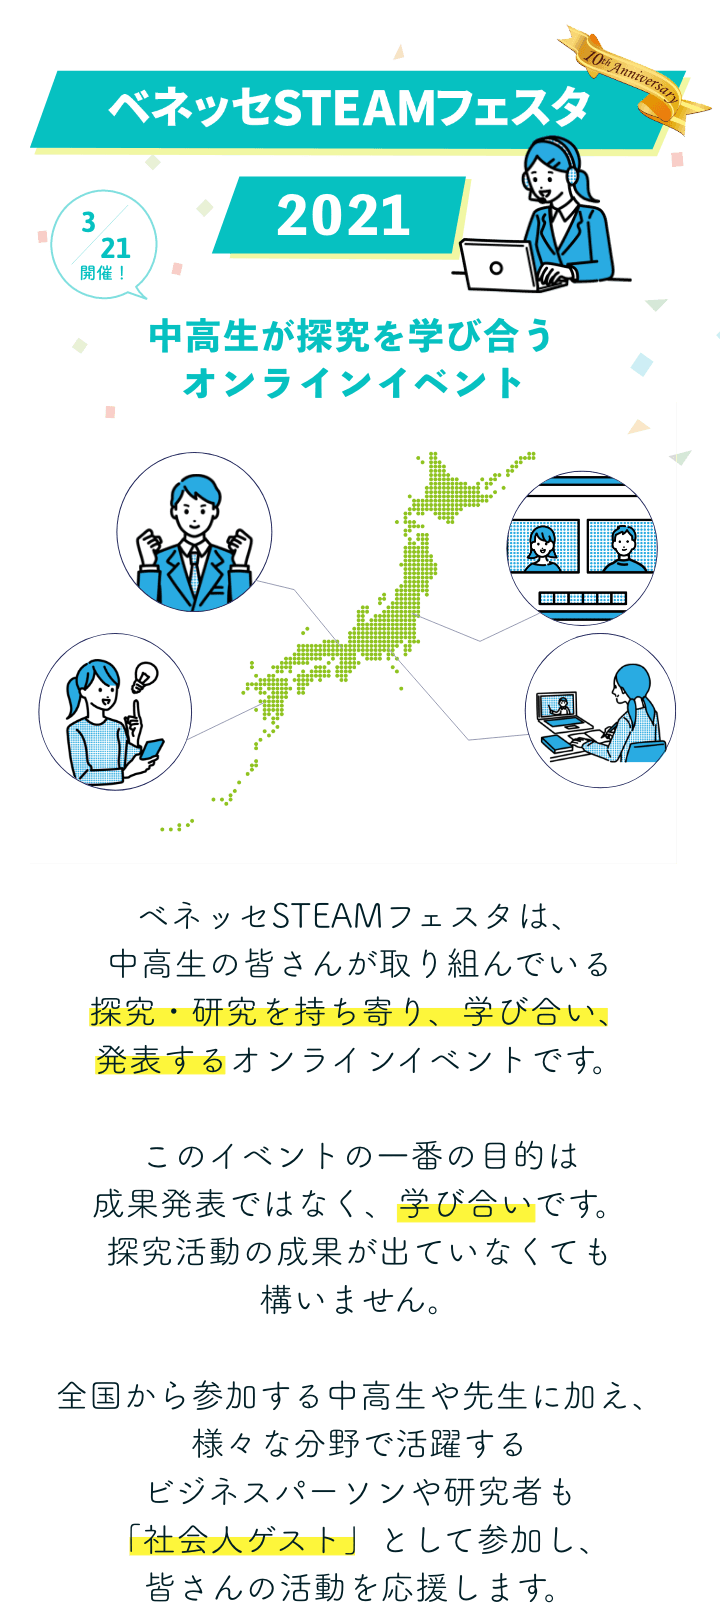 10th Anniversary
ベネッセSTEAMフェスタ
2021
3
21
開催！
中高生が探究を学び合う
オンラインイベント
ベネッセSTEAMフェスタは、
中高生の皆さんが取り組んでいる
探究・研究を持ち寄り、学び合い、
発表するオンラインイベントです。
このイベントの一番の目的は
成果発表ではなく、学び合いです。
探究活動の成果が出ていなくても
構いません。
全国から参加する中高生や先生に加え、
様々な分野で活躍する
ビジネスパーソンや研究者も
「社会人ゲスト」として参加し、
皆さんの活動を応援します。